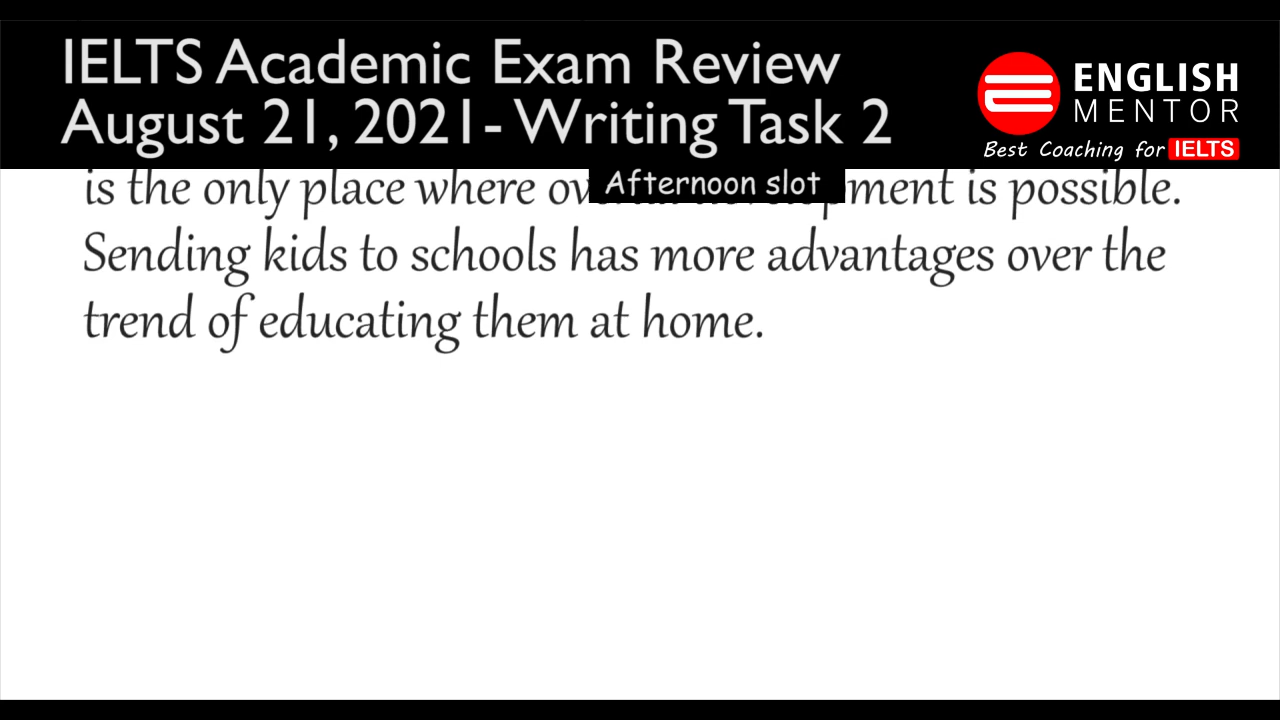 IELTS Academic Exam Review
August 21, 2021- Writing Task 2
ENGLISH
MENTOR
Best Coaching for IELTS
Afternoon slot
is the only place where is possible.
Sending kids to schools has more advantages over the
trend of educating them at home.